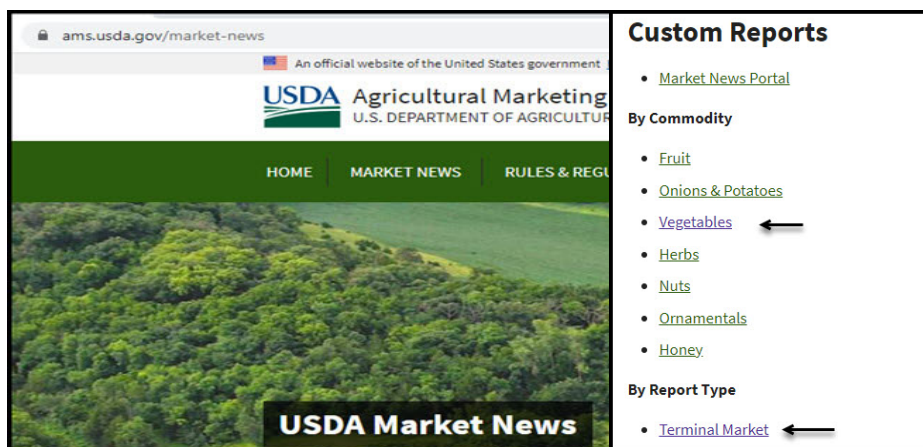 ams.usda.gov/market-news
An official website of the United States government
USDA Agricultural Marketing
U.S. DEPARTMENT OF AGRICULTUR
HOME MARKET NEWS RULES & REGU
USDA Market News
Custom Reports
Market News Portal
By Commodity
Fruit
Onions & Potatoes
Vegetables
Herbs
Nuts
Ornamentals
Honey
By Report Type
Terminal Market